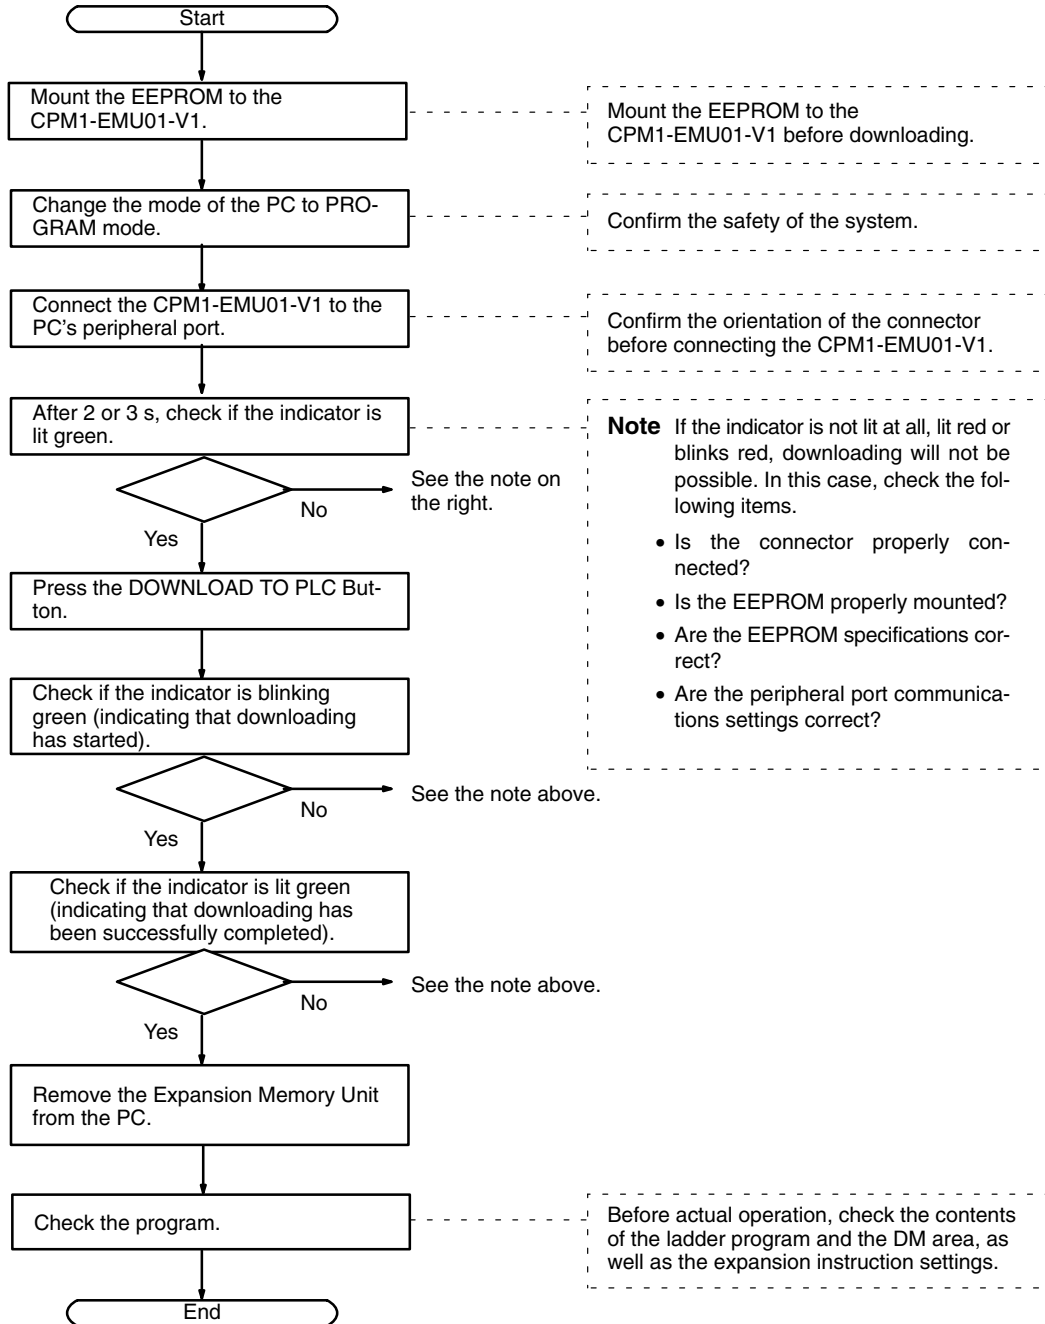 Start
Mount the EEPROM to the
CPM1-EMU01-V1.
Mount the EEPROM to the
CPM1-EMU01-V1 before downloading.
Change the mode of the PC to PRO-
GRAM mode.
Confirm the safety of the system.
Connect the CPM1-EMU01-V1 to the
PC's peripheral port.
Confirm the orientation of the connector
before connecting the CPM1-EMU01-V1.
After 2 or 3 s, check if the indicator is
lit green.
Note If the indicator is not lit at all, lit red or
blinks red, downloading will not be
possible. In this case, check the fol-
lowing items.
• Is the connector properly con-
nected?
• Is the EEPROM properly mounted?
• Are the EEPROM specifications cor-
rect?
• Are the peripheral port communica-
tions settings correct?
No
See the note on
the right.
Yes
Press the DOWNLOAD TO PLC But-
ton.
Check if the indicator is blinking
green (indicating that downloading
has started).
No
See the note above.
Yes
Check if the indicator is lit green
(indicating that downloading has
been successfully completed).
No
See the note above.
Yes
Remove the Expansion Memory Unit
from the PC.
Check the program.
Before actual operation, check the contents
of the ladder program and the DM area, as
well as the expansion instruction settings.
End